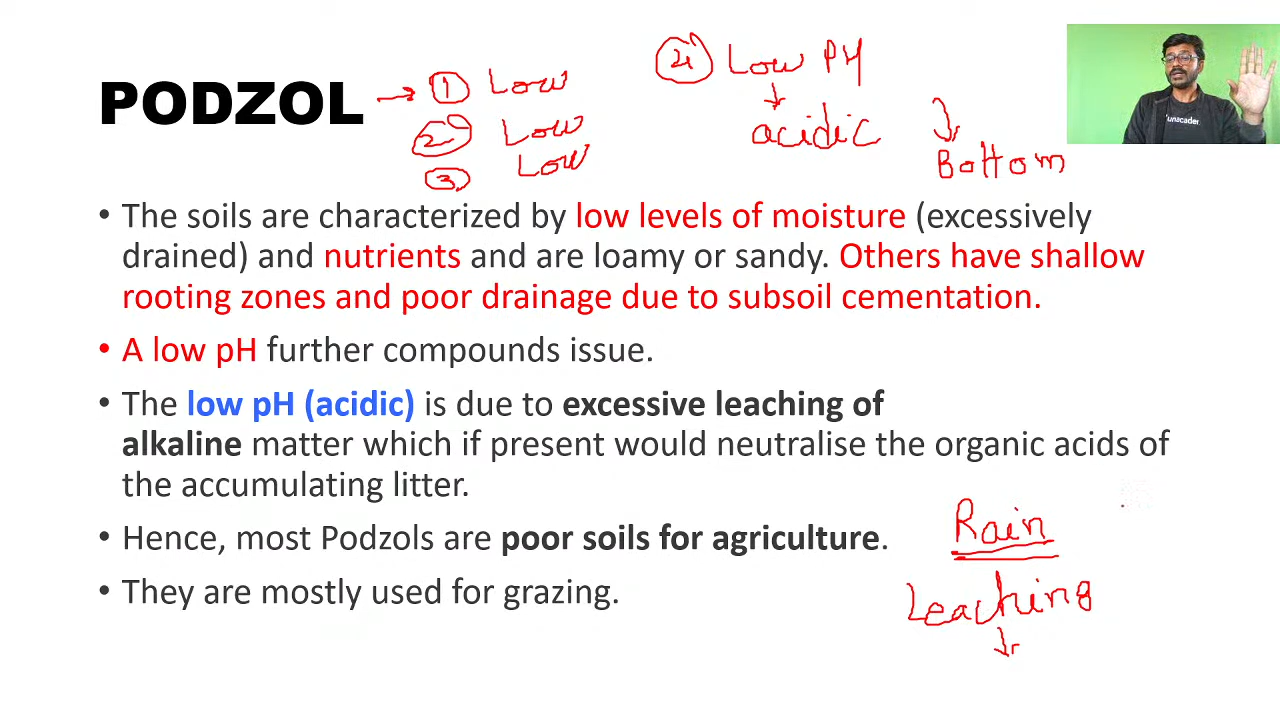 PODZOL
① Low
② Low
③ Low
④ Low PH
acidic
Bottom
unacader
• The soils are characterized by low levels of moisture (excessively
drained) and nutrients and are loamy or sandy. Others have shallow
rooting zones and poor drainage due to subsoil cementation.
• A low pH further compounds issue.
• The low pH (acidic) is due to excessive leaching of
alkaline matter which if present would neutralise the organic acids of
the accumulating litter.
• Hence, most Podzols are poor soils for agriculture.
• They are mostly used for grazing.
Rain
Leaching